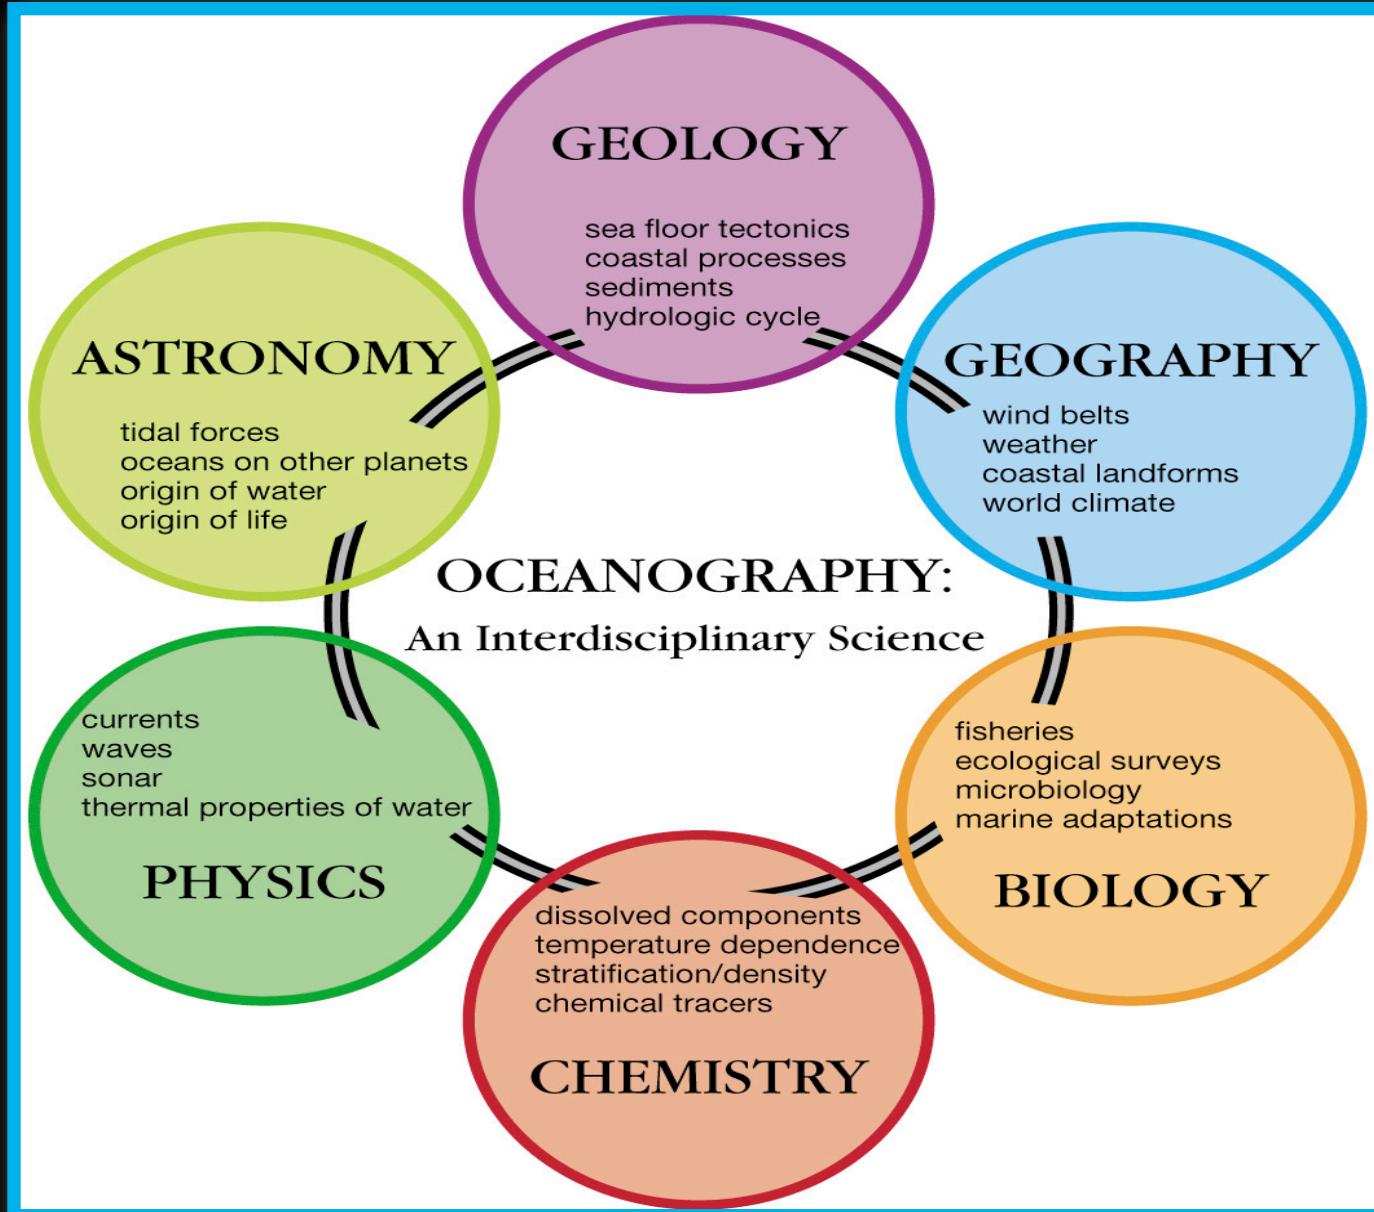 GEOLOGY
sea floor tectonics
coastal processes
sediments
hydrologic cycle
ASTRONOMY
tidal forces
oceans on other planets
origin of water
origin of life
GEOGRAPHY
wind belts
weather
coastal landforms
world climate
OCEANOGRAPHY:
An Interdisciplinary Science
currents
waves
sonar
thermal properties of water
PHYSICS
fisheries
ecological surveys
microbiology
marine adaptations
BIOLOGY
dissolved components
temperature dependence
stratification/density
chemical tracers
CHEMISTRY